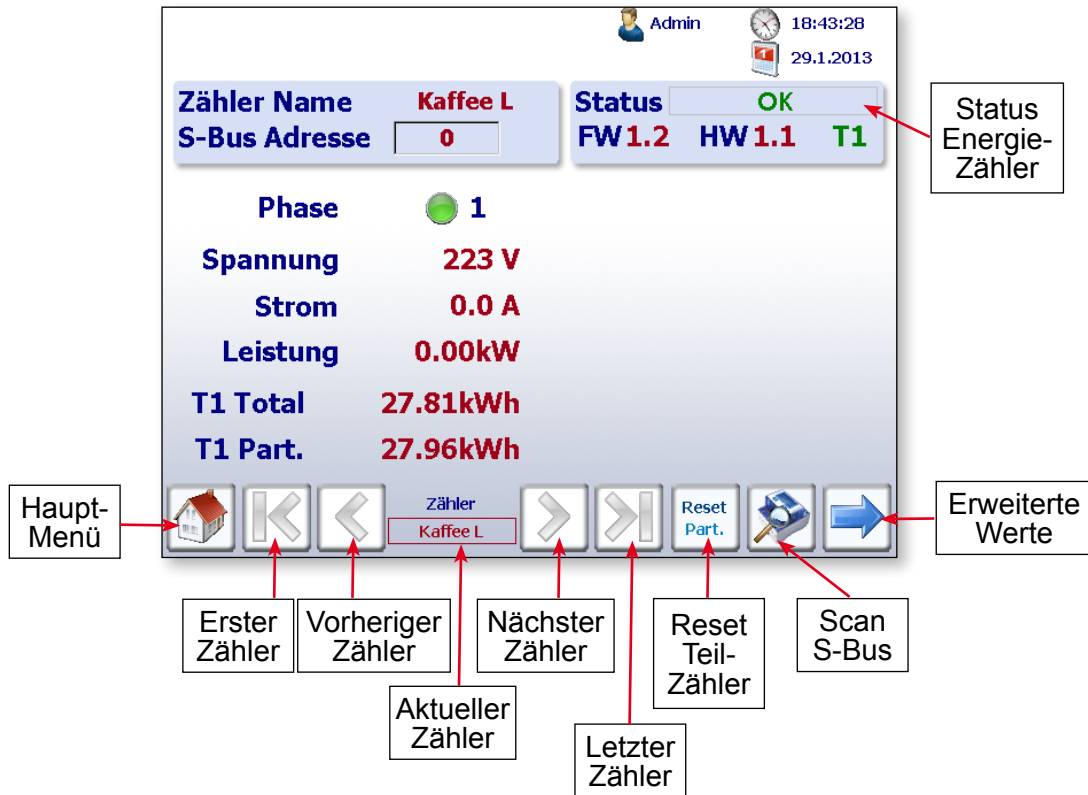 Admin 18:43:28
29.1.2013
Zähler Name Kaffee L
S-Bus Adresse 0
Status OK
FW 1.2 HW 1.1 T1
Status
Energie-
Zähler
Phase 1
Spannung 223 V
Strom 0.0 A
Leistung 0.00kW
T1 Total 27.81kWh
T1 Part. 27.96kWh
Haupt-
Menü
Zähler
Kaffee L
Reset
Part.
Erweiterte
Werte
Erster
Zähler
Vorheriger
Zähler
Aktueller
Zähler
Nächster
Zähler
Letzter
Zähler
Reset
Teil-
Zähler
Scan
S-Bus